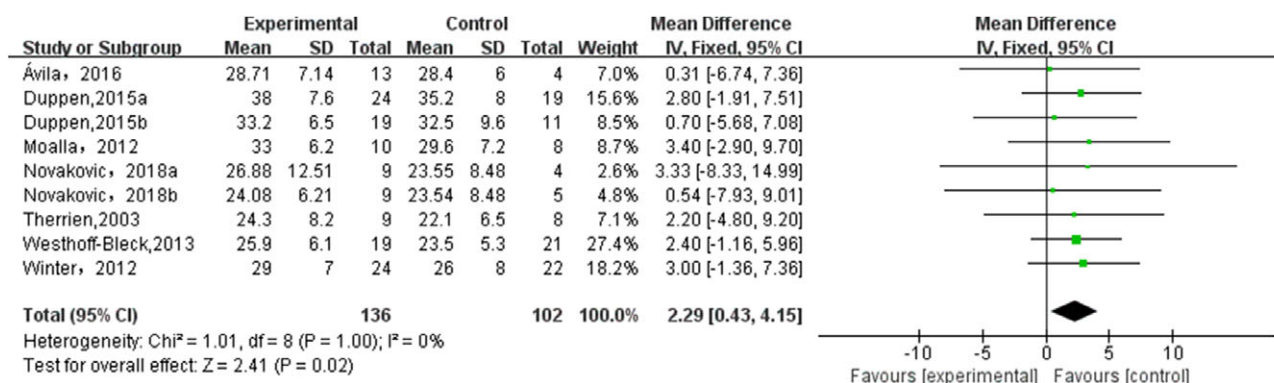 Experimental Control Mean Difference Mean Difference
Study or Subgroup Mean SD Total Mean SD Total Weight IV, Fixed, 95% CI IV, Fixed, 95% CI
Ávila，2016 28.71 7.14 13 28.4 6 4 7.0% 0.31 [-6.74, 7.36]
Duppen,2015a 38 7.6 24 35.2 8 19 15.6% 2.80 [-1.91, 7.51]
Duppen,2015b 33.2 6.5 19 32.5 9.6 11 8.5% 0.70 [-5.68, 7.08]
Moalla，2012 33 6.2 10 29.6 7.2 8 8.7% 3.40 [-2.90, 9.70]
Novakovic，2018a 26.88 12.51 9 23.55 8.48 4 2.6% 3.33 [-8.33, 14.99]
Novakovic，2018b 24.08 6.21 9 23.54 8.48 5 4.8% 0.54 [-7.93, 9.01]
Therrien,2003 24.3 8.2 9 22.1 6.5 8 7.1% 2.20 [-4.80, 9.20]
Westhoff-Bleck,2013 25.9 6.1 19 23.5 5.3 21 27.4% 2.40 [-1.16, 5.96]
Winter，2012 29 7 24 26 8 22 18.2% 3.00 [-1.36, 7.36]
Total (95% CI) 136 102 100.0% 2.29 [0.43, 4.15]
Heterogeneity: Chi² = 1.01, df = 8 (P = 1.00); I² = 0%
Test for overall effect: Z = 2.41 (P = 0.02)
-10 -5 0 5 10
Favours [experimental] Favours [control]